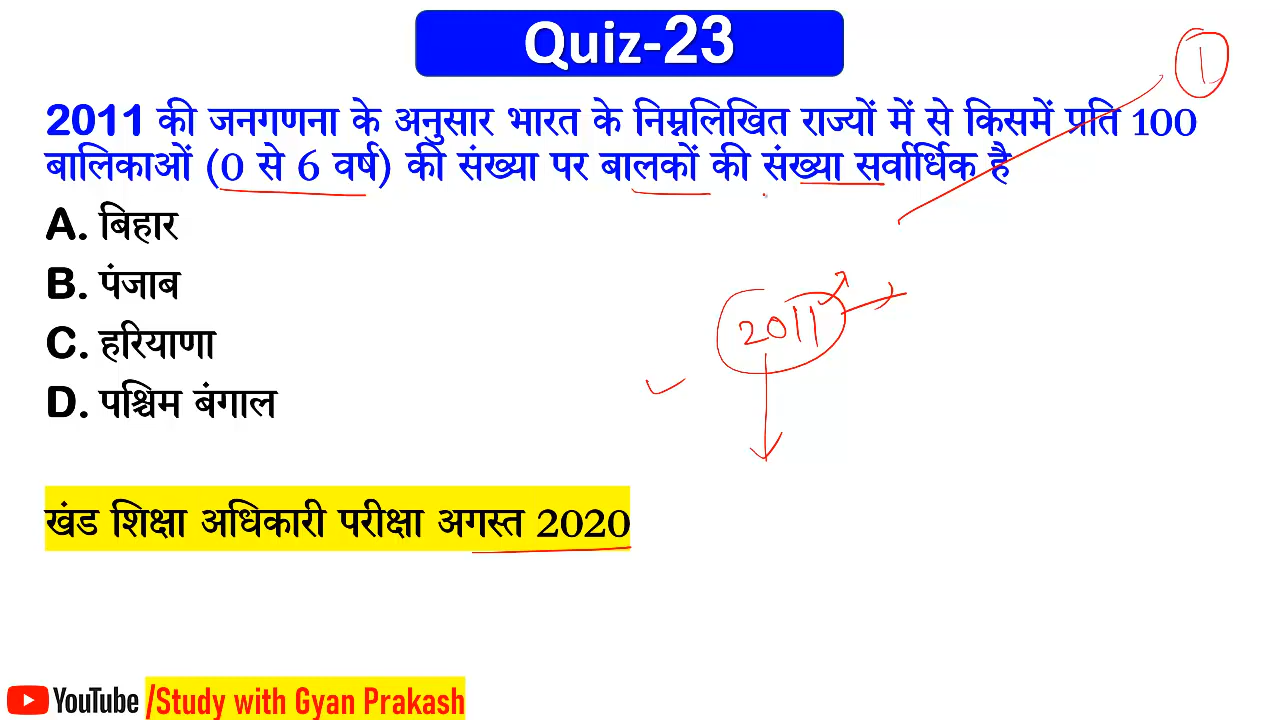 Quiz-23
1
2011 की जनगणना के अनुसार भारत के निम्नलिखित राज्यों में से किसमें प्रति 100
बालिकाओं (0 से 6 वर्ष) की संख्या पर बालकों की संख्या सर्वार्धिक है
A. बिहार
B. पंजाब
C. हरियाणा
D. पश्चिम बंगाल
2011
खंड शिक्षा अधिकारी परीक्षा अगस्त 2020
YouTube /Study with Gyan Prakash